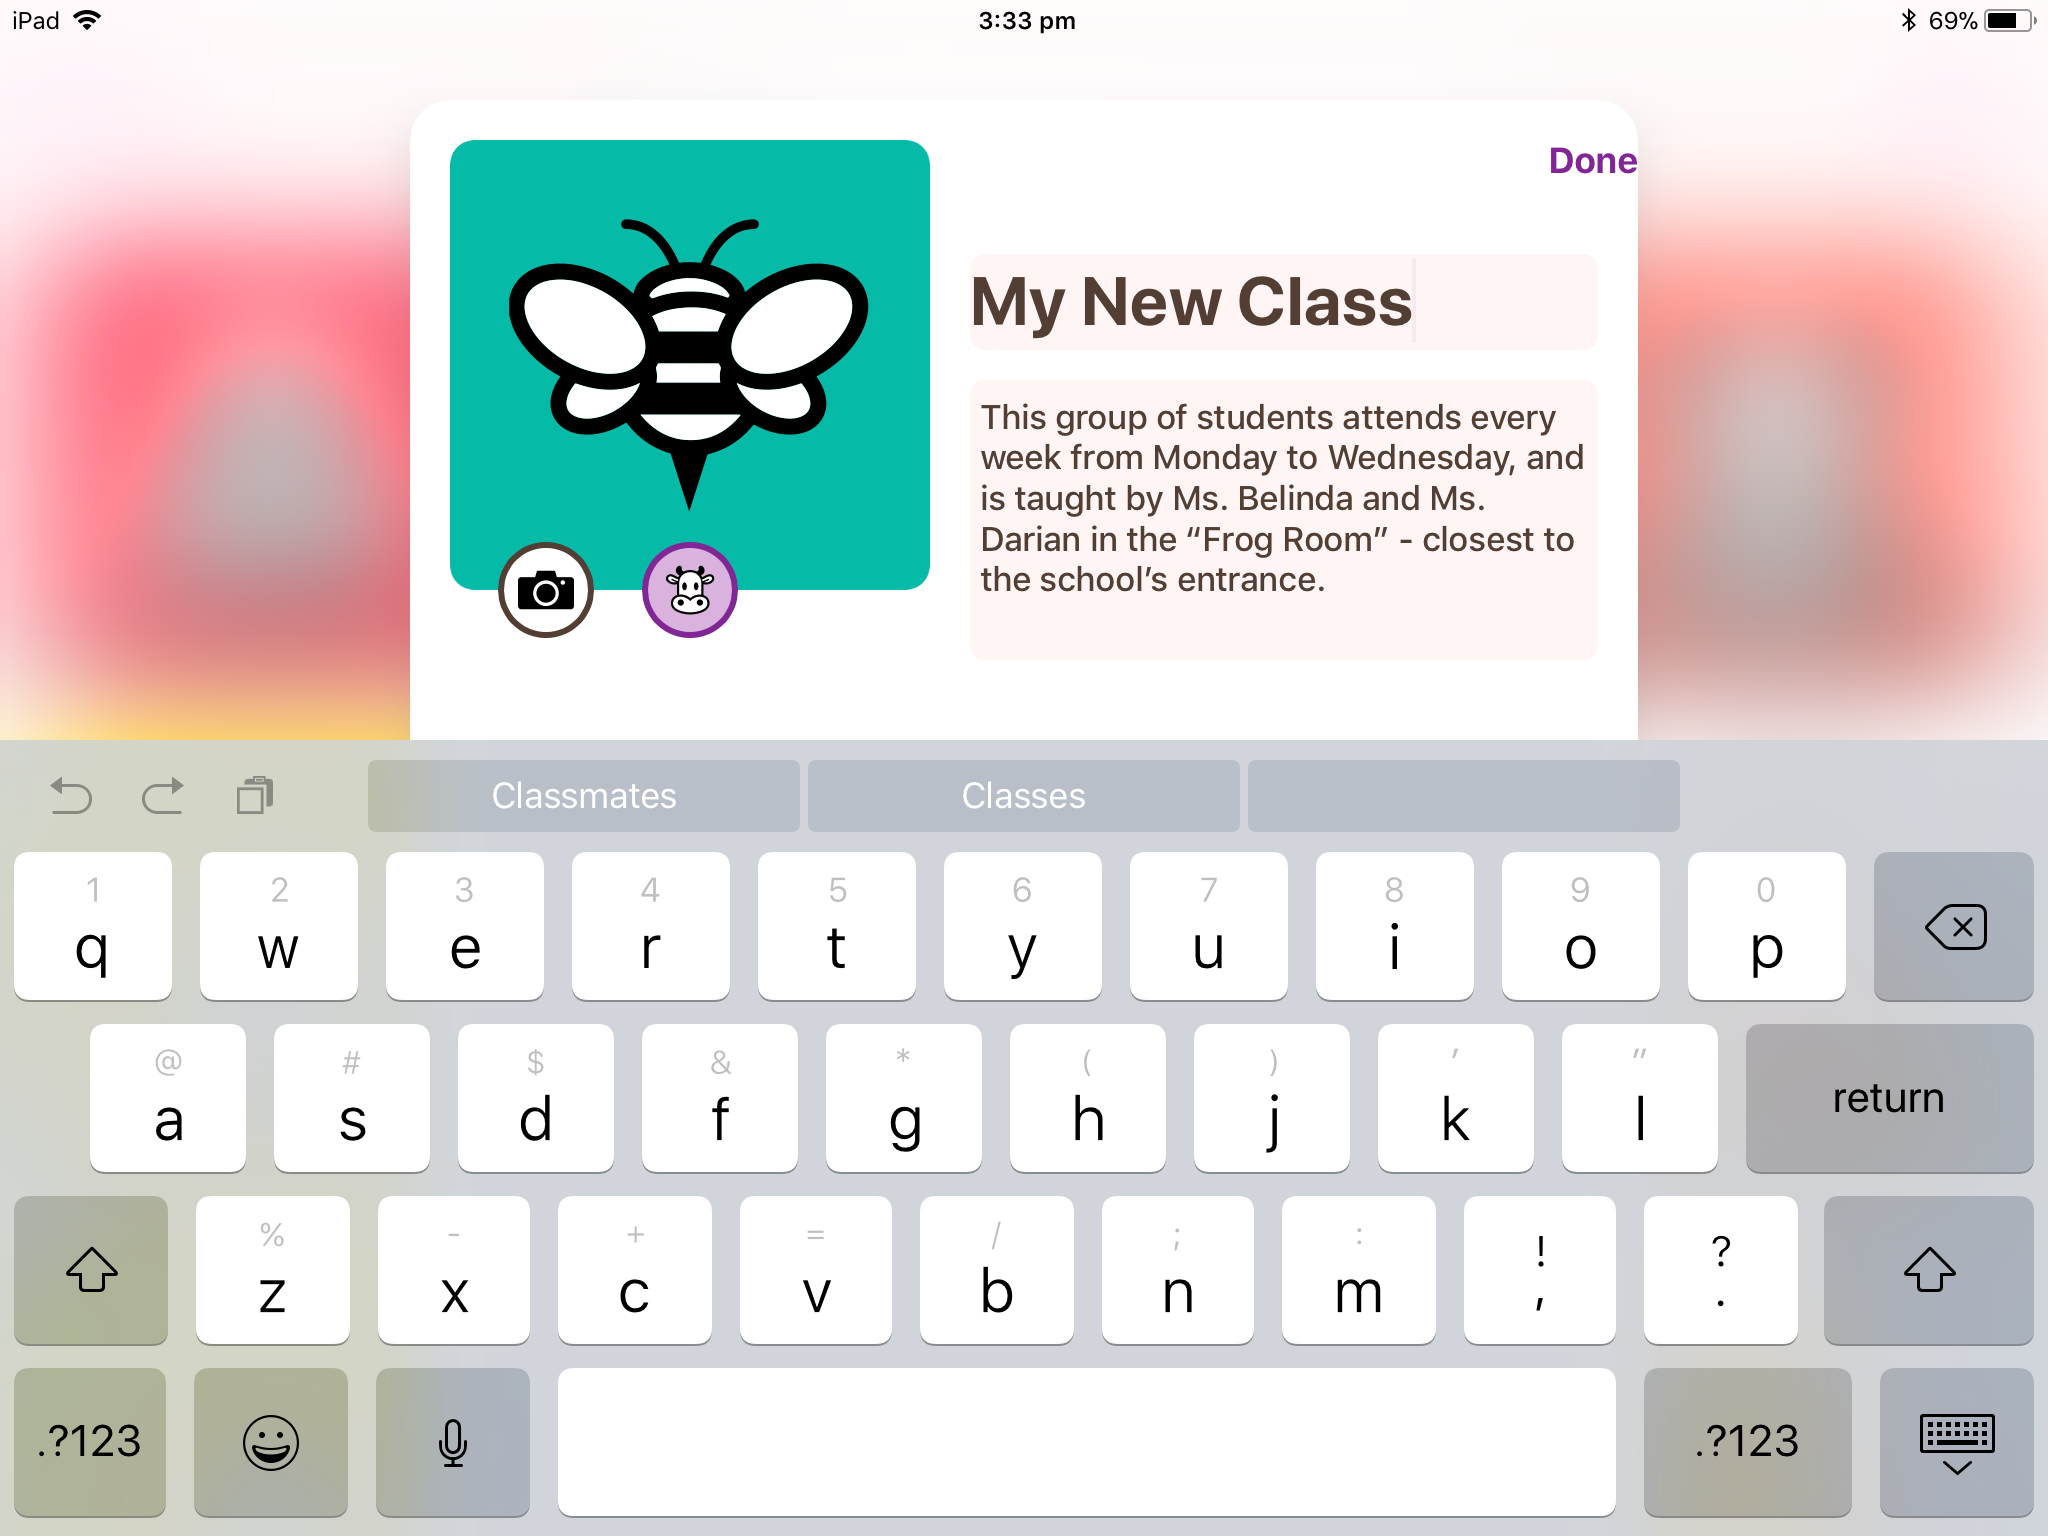 iPad 3:33 pm 69%
Done
My New Class
This group of students attends every
week from Monday to Wednesday, and
is taught by Ms. Belinda and Ms.
Darian in the “Frog Room” - closest to
the school’s entrance.
Classmates Classes
1 2 3 4 5 6 7 8 9 0
q w e r t y u i o p
@ # $ & * ( ) ' "
a s d f g h j k l return
% - + = / ; : ! ?
z x c v b n m , .
.?123 .?123